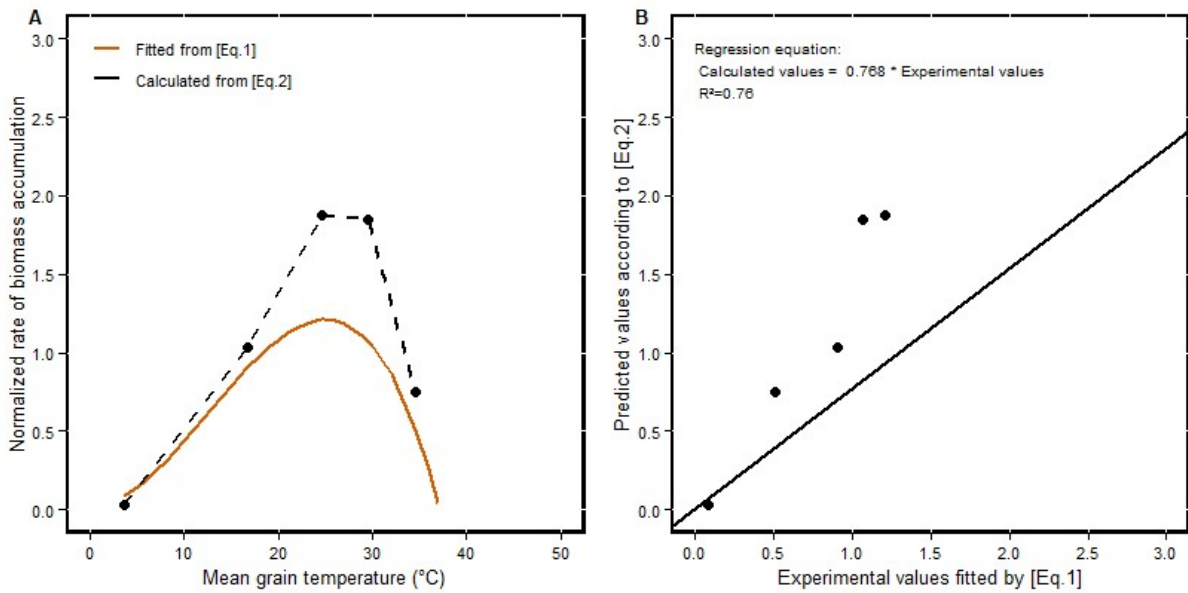 A
Fitted from [Eq.1]
Calculated from [Eq.2]
Normalized rate of biomass accumulation
3.0
2.5
2.0
1.5
1.0
0.5
0.0
0 10 20 30 40 50
Mean grain temperature (°C)
B
Regression equation:
Calculated values = 0.768 * Experimental values
R²=0.76
Predicted values according to [Eq.2]
3.0
2.5
2.0
1.5
1.0
0.5
0.0
0.0 0.5 1.0 1.5 2.0 2.5 3.0
Experimental values fitted by [Eq.1]